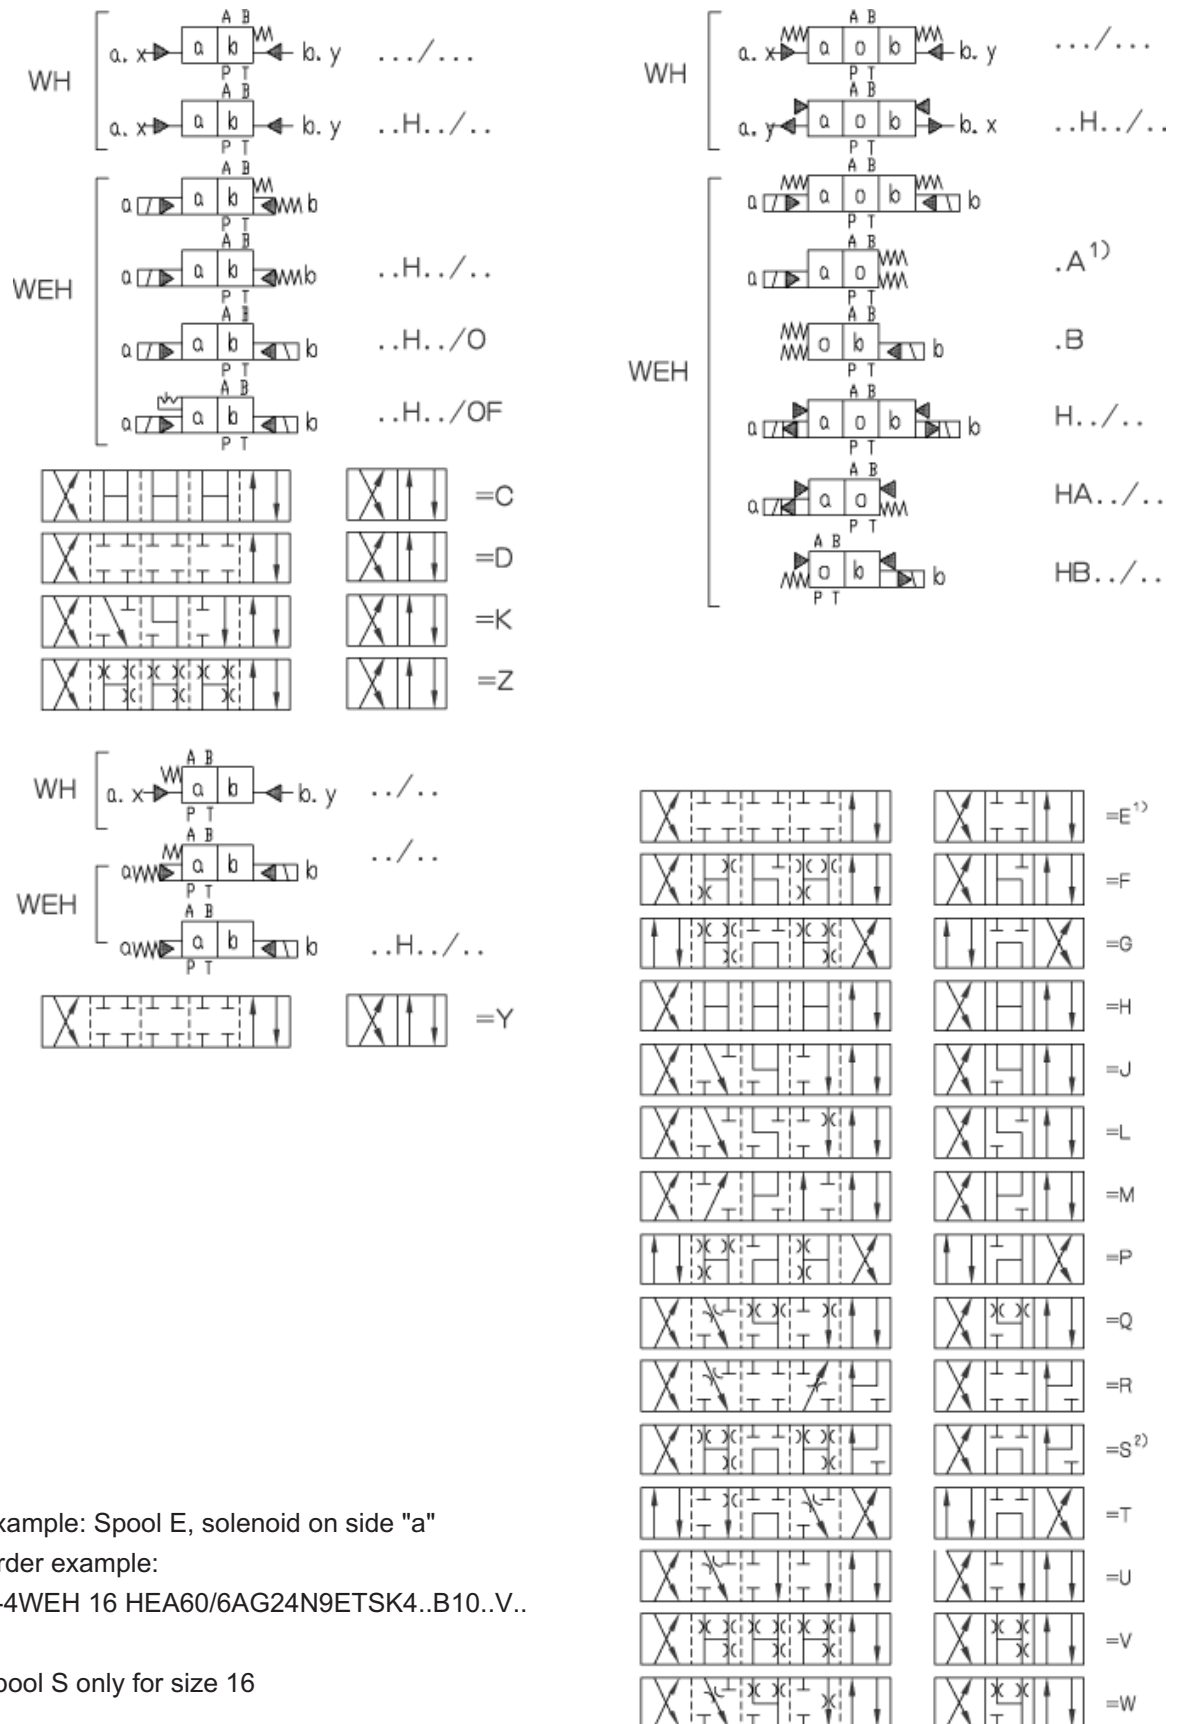 A B
a b
a. x b. y .../...
P T
WH
A B
a b
a. x b. y ..H../..
P T
A B
a a b b
P T
A B
a a b b ..H../..
P T
WEH
A B
a a b b ..H../O
P T
A B
a a b b ..H../OF
P T
=C
=D
=K
=Z
WH
A B
a. x a b b. y ../..
P T
WEH
A B
a a b b ../..
P T
A B
a a b b ..H../..
P T
=Y
xample: Spool E, solenoid on side "a"
rder example:
-4WEH 16 HEA60/6AG24N9ETSK4..B10..V..
pool S only for size 16
WH
A B
a. x a o b b. y .../...
P T
A B
a. y a o b b. x ..H../..
P T
WEH
A B
a a o b b
P T
A B
a a o .A1)
P T
A B
o b b .B
P T
A B
a a o b b H../..
P T
A B
a a o HA../..
P T
A B
o b b HB../..
P T
=E1)
=F
=G
=H
=J
=L
=M
=P
=Q
=R
=S2)
=T
=U
=V
=W